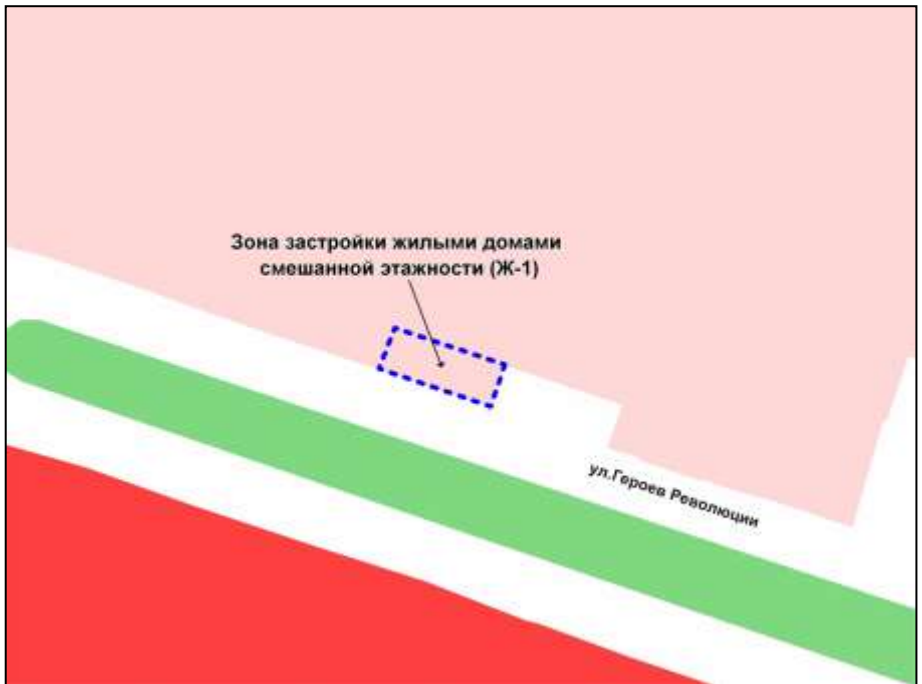 Зона застройки жилыми домами
смешанной этажности (Ж-1)
ул.Героев Революции